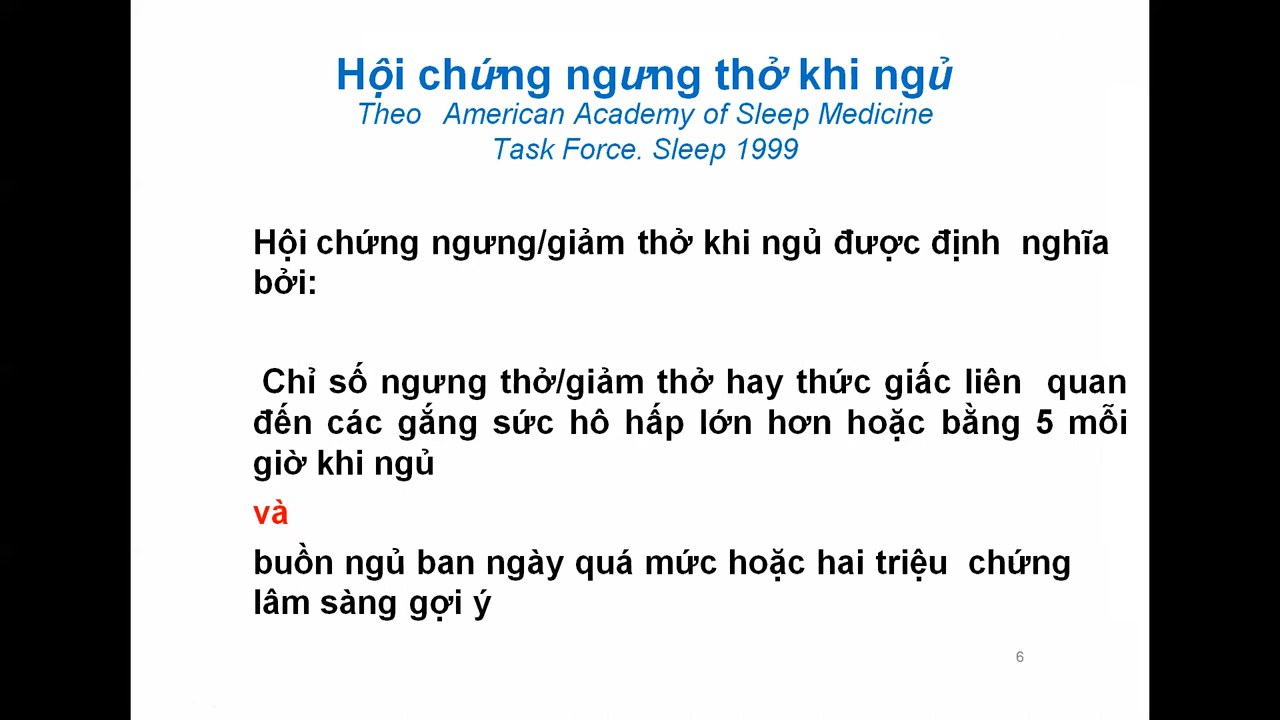 Hội chứng ngưng thở khi ngủ
Theo American Academy of Sleep Medicine
Task Force. Sleep 1999
Hội chứng ngưng/giảm thở khi ngủ được định nghĩa
bởi:
Chỉ số ngưng thở/giảm thở hay thức giấc liên quan
đến các gắng sức hô hấp lớn hơn hoặc bằng 5 mỗi
giờ khi ngủ
và
buồn ngủ ban ngày quá mức hoặc hai triệu chứng
lâm sàng gợi ý
6